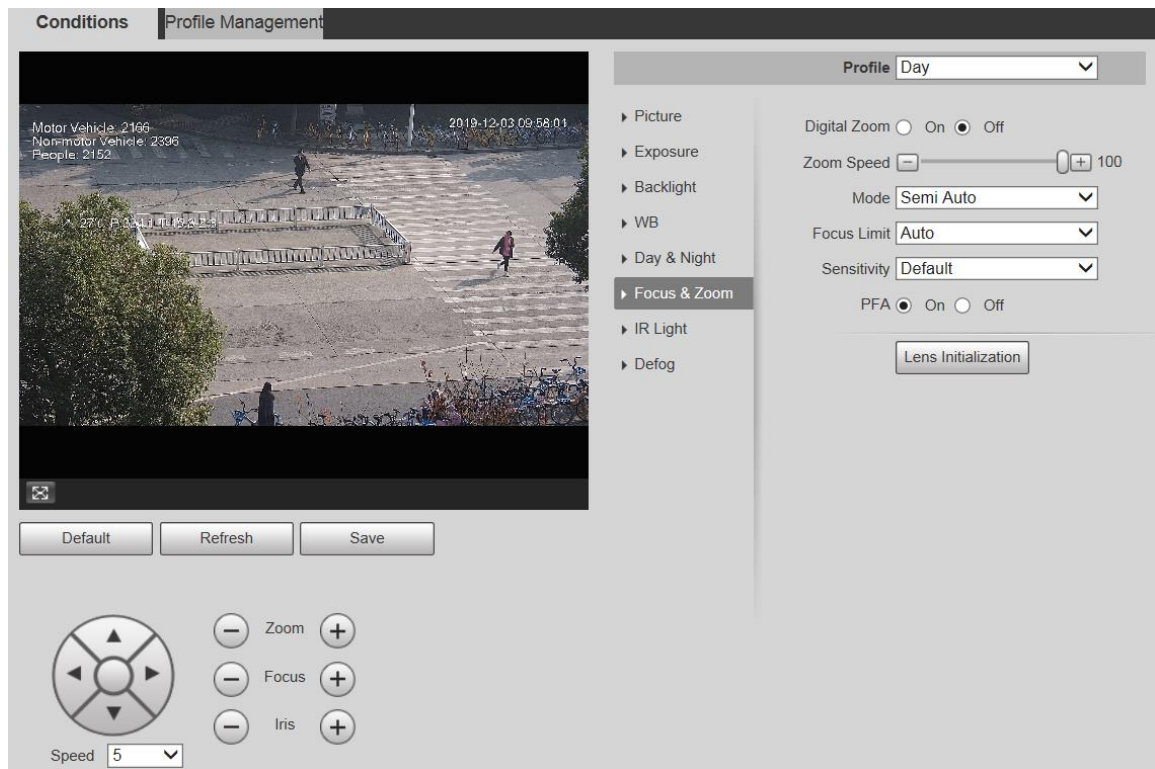 Conditions
Profile Management
Profile Day
Motor Vehicle: 2166
Non-motor Vehicle: 2396
People: 2152
2019-12-03 09:56:01
Picture
Exposure
Backlight
WB
Day & Night
Focus & Zoom
IR Light
Defog
Digital Zoom On Off
Zoom Speed 100
Mode Semi Auto
Focus Limit Auto
Sensitivity Default
PFA On Off
Lens Initialization
Default
Refresh
Save
Zoom
Focus
Iris
Speed 5